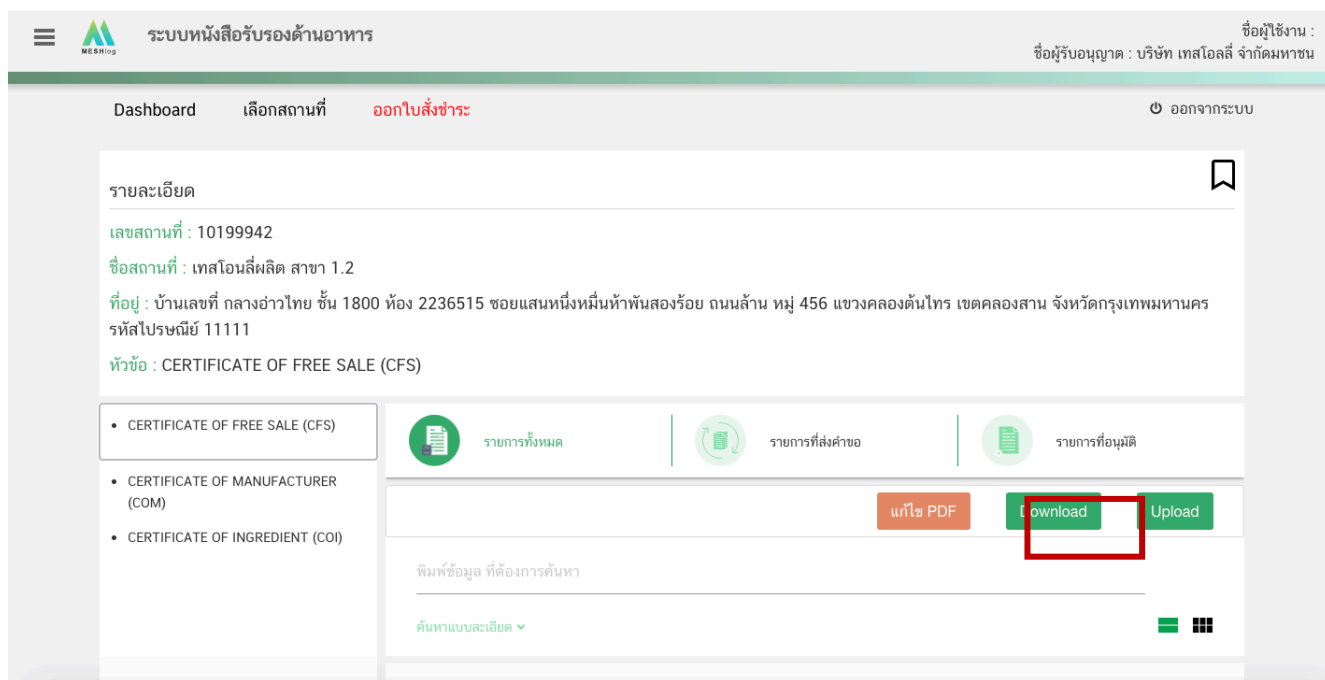 ระบบหนังสือรับรองด้านอาหาร
MESHlog
ชื่อผู้ใช้งาน :
ชื่อผู้รับอนุญาต : บริษัท เทสโอลลี่ จำกัดมหาชน
Dashboard เลือกสถานที่ ออกใบสั่งชำระ ออกจากระบบ
รายละเอียด
เลขสถานที่ : 10199942
ชื่อสถานที่ : เทสโอนลี่ผลิต สาขา 1.2
ที่อยู่ : บ้านเลขที่ กลางอ่าวไทย ชั้น 1800 ห้อง 2236515 ซอยแสนหนึ่งหมื่นห้าพันสองร้อย ถนนล้าน หมู่ 456 แขวงคลองต้นไทร เขตคลองสาน จังหวัดกรุงเทพมหานคร
รหัสไปรษณีย์ 11111
หัวข้อ : CERTIFICATE OF FREE SALE (CFS)
• CERTIFICATE OF FREE SALE (CFS)
• CERTIFICATE OF MANUFACTURER
(COM)
• CERTIFICATE OF INGREDIENT (COI)
รายการทั้งหมด รายการที่ส่งคำขอ รายการที่อนุมัติ
แก้ไข PDF Download Upload
พิมพ์ข้อมูล ที่ต้องการค้นหา
ค้นหาแบบละเอียด